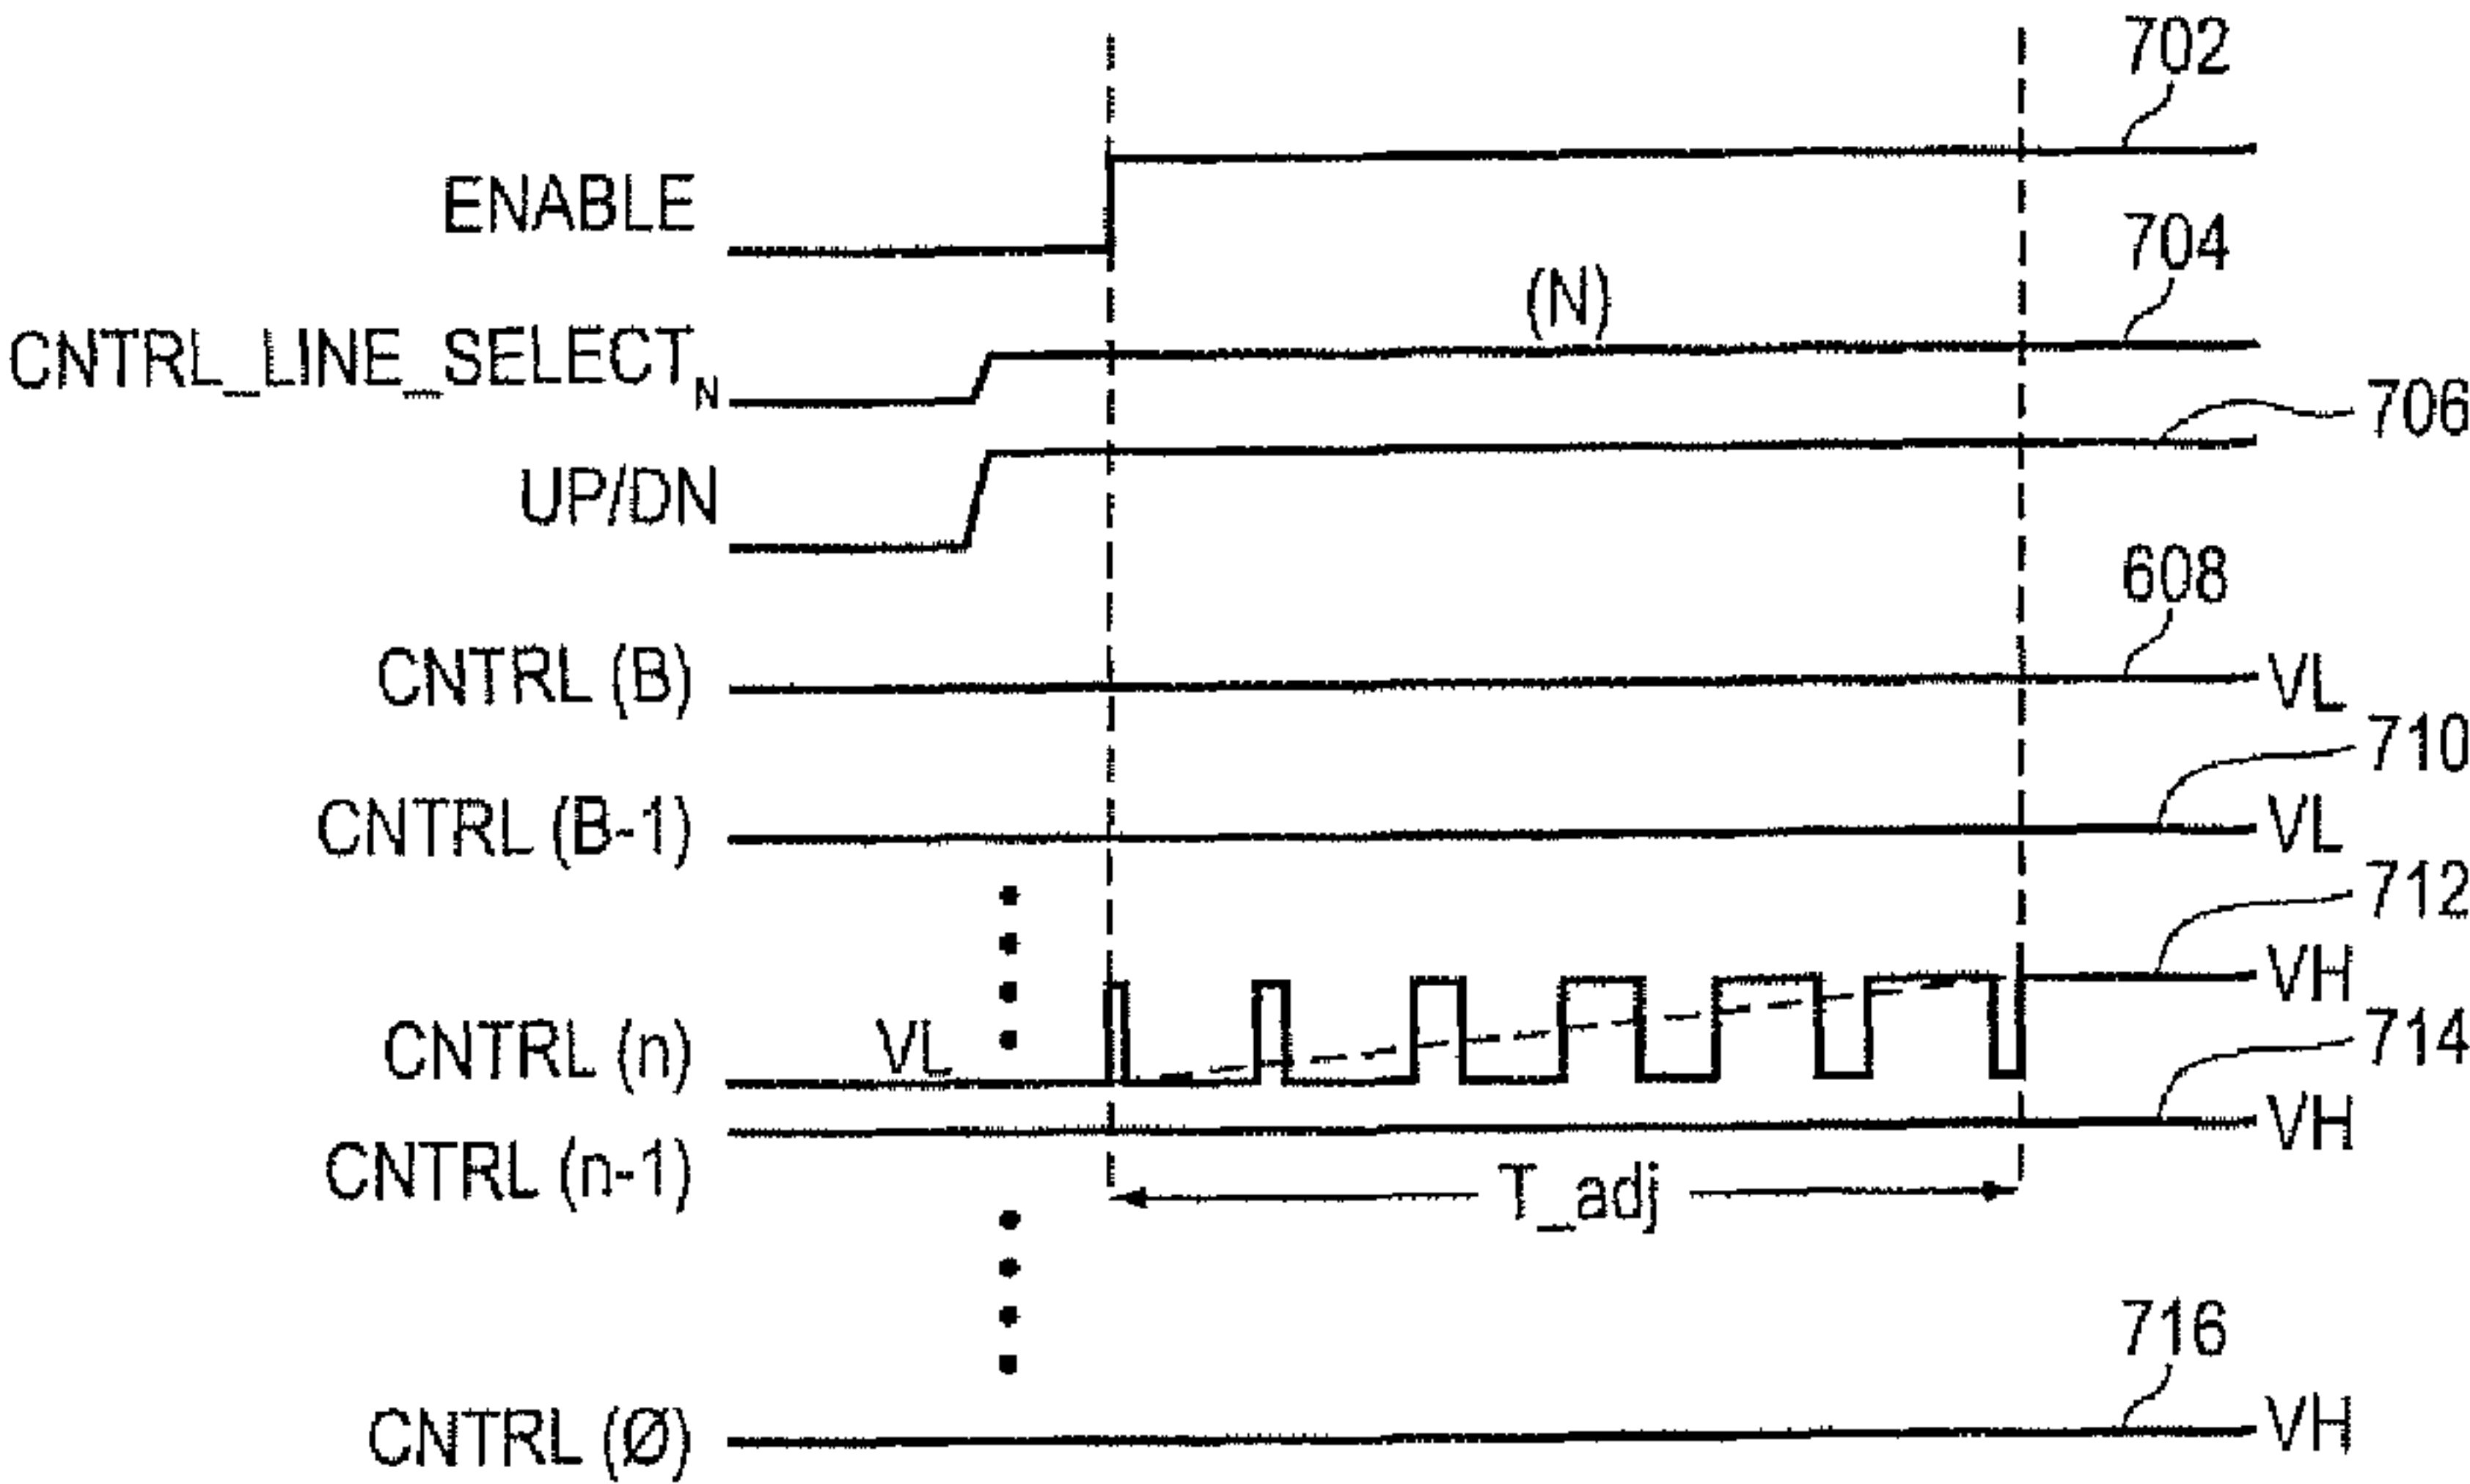 702
ENABLE
(N)
704
CNTRL_LINE_SELECT N
706
UP/DN
608
CNTRL (B)
VL
710
CNTRL (B-1)
VL
712
VH
CNTRL (n)
VL
714
VH
CNTRL (n-1)
T_adj
716
CNTRL (Ø)
VH